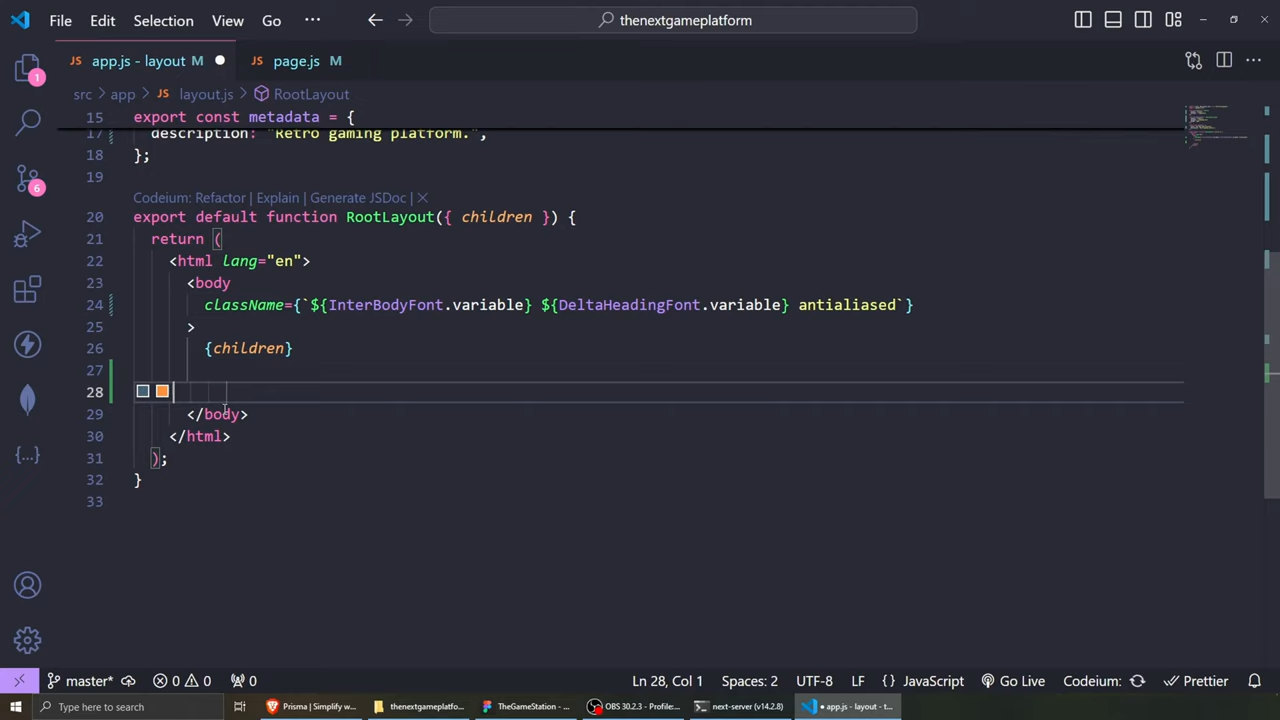 File Edit Selection View Go ··· thenextgameplatform
app.js - layout M page.js M
src > app > layout.js > RootLayout
15 export const metadata = {
17 description: "Retro gaming platform.",
18 };
19
Codeium: Refactor | Explain | Generate JSDoc | ✕
20 export default function RootLayout({ children }) {
21 return (
22 <html lang="en">
23 <body
24 className={`${InterBodyFont.variable} ${DeltaHeadingFont.variable} antialiased`}
25 >
26 {children}
27
28
29 </body>
30 </html>
31 );
32 }
33
1
6
master* 0 0 0 Ln 28, Col 1 Spaces: 2 UTF-8 LF {} JavaScript Go Live Codeium: Prettier
Type here to search Prisma | Simplify w... thenextgameplatfo... TheGameStation - ... OBS 30.2.3 - Profile:... next-server (v14.2.8) • app.js - layout - t...